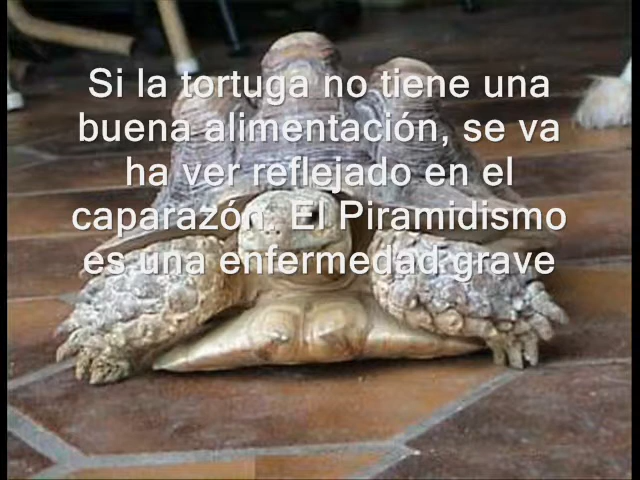 Si la tortuga no tiene una
buena alimentación, se va
ha ver reflejado en el
caparazón. El Piramidismo
es una enfermedad grave